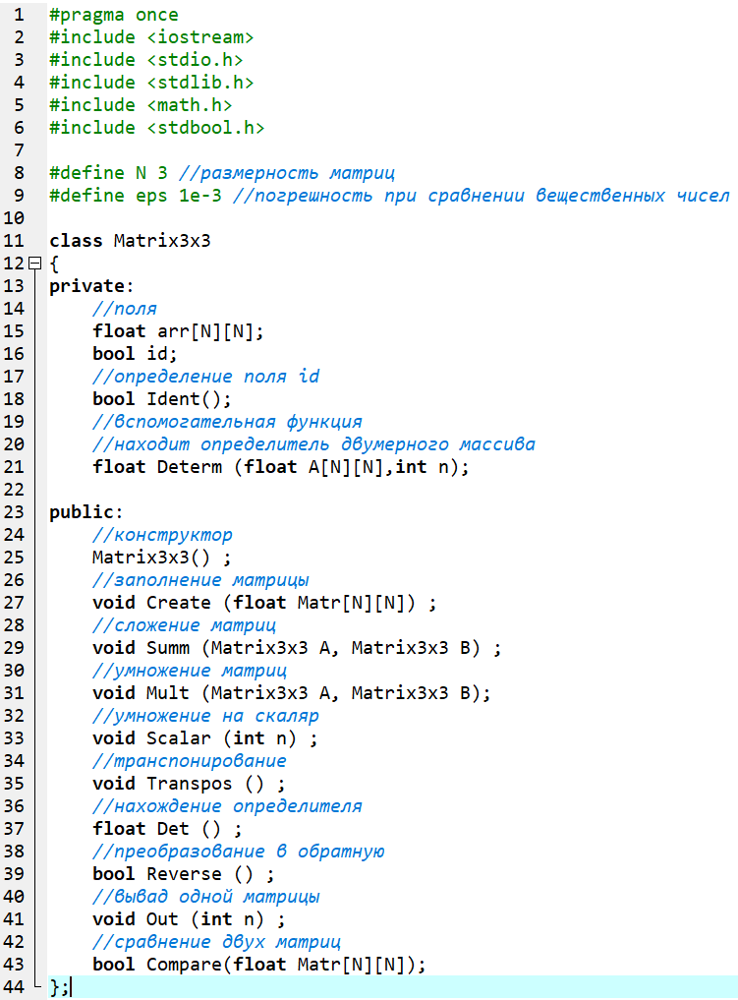 1 #pragma once
2 #include <iostream>
3 #include <stdio.h>
4 #include <stdlib.h>
5 #include <math.h>
6 #include <stdbool.h>
7
8 #define N 3 //размерность матриц
9 #define eps 1e-3 //погрешность при сравнении вещественных чисел
10
11 class Matrix3x3
12 {
13 private:
14     //поля
15     float arr[N][N];
16     bool id;
17     //определение поля id
18     bool Ident();
19     //вспомогательная функция
20     //находит определитель двумерного массива
21     float Determ (float A[N][N],int n);
22
23 public:
24     //конструктор
25     Matrix3x3() ;
26     //заполнение матрицы
27     void Create (float Matr[N][N]) ;
28     //сложение матриц
29     void Summ (Matrix3x3 A, Matrix3x3 B) ;
30     //умножение матриц
31     void Mult (Matrix3x3 A, Matrix3x3 B);
32     //умножение на скаляр
33     void Scalar (int n) ;
34     //транспонирование
35     void Transpos () ;
36     //нахождение определителя
37     float Det () ;
38     //преобразование в обратную
39     bool Reverse () ;
40     //вывад одной матрицы
41     void Out (int n) ;
42     //сравнение двух матриц
43     bool Compare(float Matr[N][N]);
44 };